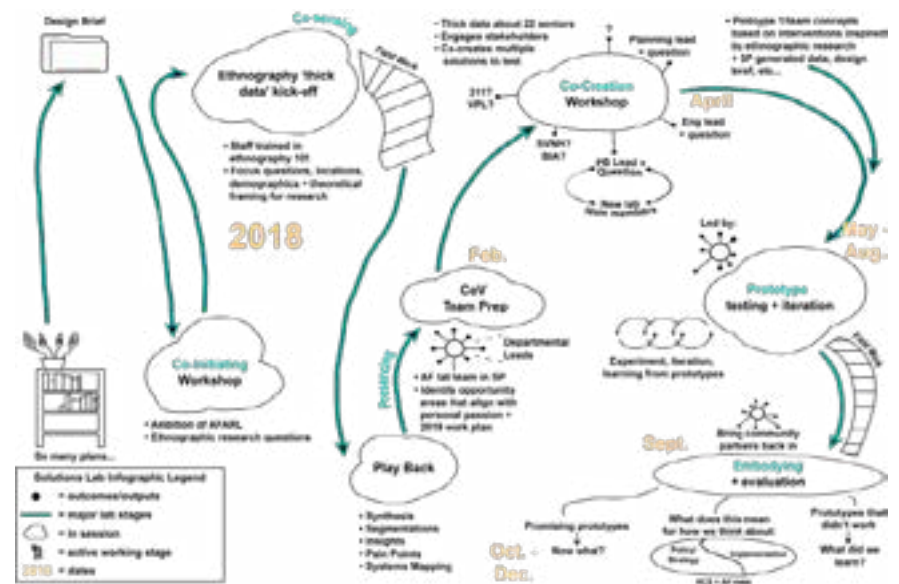 Design Brief
Co-sensing
Ethnography 'thick
data' kick-off
Field Work
• Staff trained in
ethnography 101
• Focus questions, locations,
demographics + theoretical
framing for research
2018
Co-Initiating
Workshop
• Ambition of AFARL
• Ethnographic research questions
So many plans...
Solutions Lab Infographic Legend
= outcomes/outputs
= major lab stages
= in session
= active working stage
2018 = dates
• Thick data about 22 seniors
• Engages stakeholders
• Co-creates multiple
solutions to test
?
Planning lead
+ question
Co-Creation
Workshop
311?
VPL?
April
Eng lead
+ question
BIA?
Question
New lab
team members
• Prototype 1/team concepts
based on interventions inspired
by ethnographic research
+ SP generated data, design
brief, etc...
Led by:
May -
Aug.
Prototype
testing + iteration
Experiment, iteration,
learning from prototypes
Field Work
Feb.
CoV
Team Prep
Departmental
Leads
• AF lab team in SP
• Identify opportunity
areas that align with
personal passion +
2019 work plan
Play Back
• Synthesis
• Segmentations
• Insights
• Pain Points
• Systems Mapping
Sept.
Bring community
partners back in
Embodying
+ evaluation
Promising prototypes
Now what?
What does this mean
for how we think about:
Policy/
Strategy
Implementation
Prototypes that
didn't work
What did we
learn?
Oct. -
Dec.